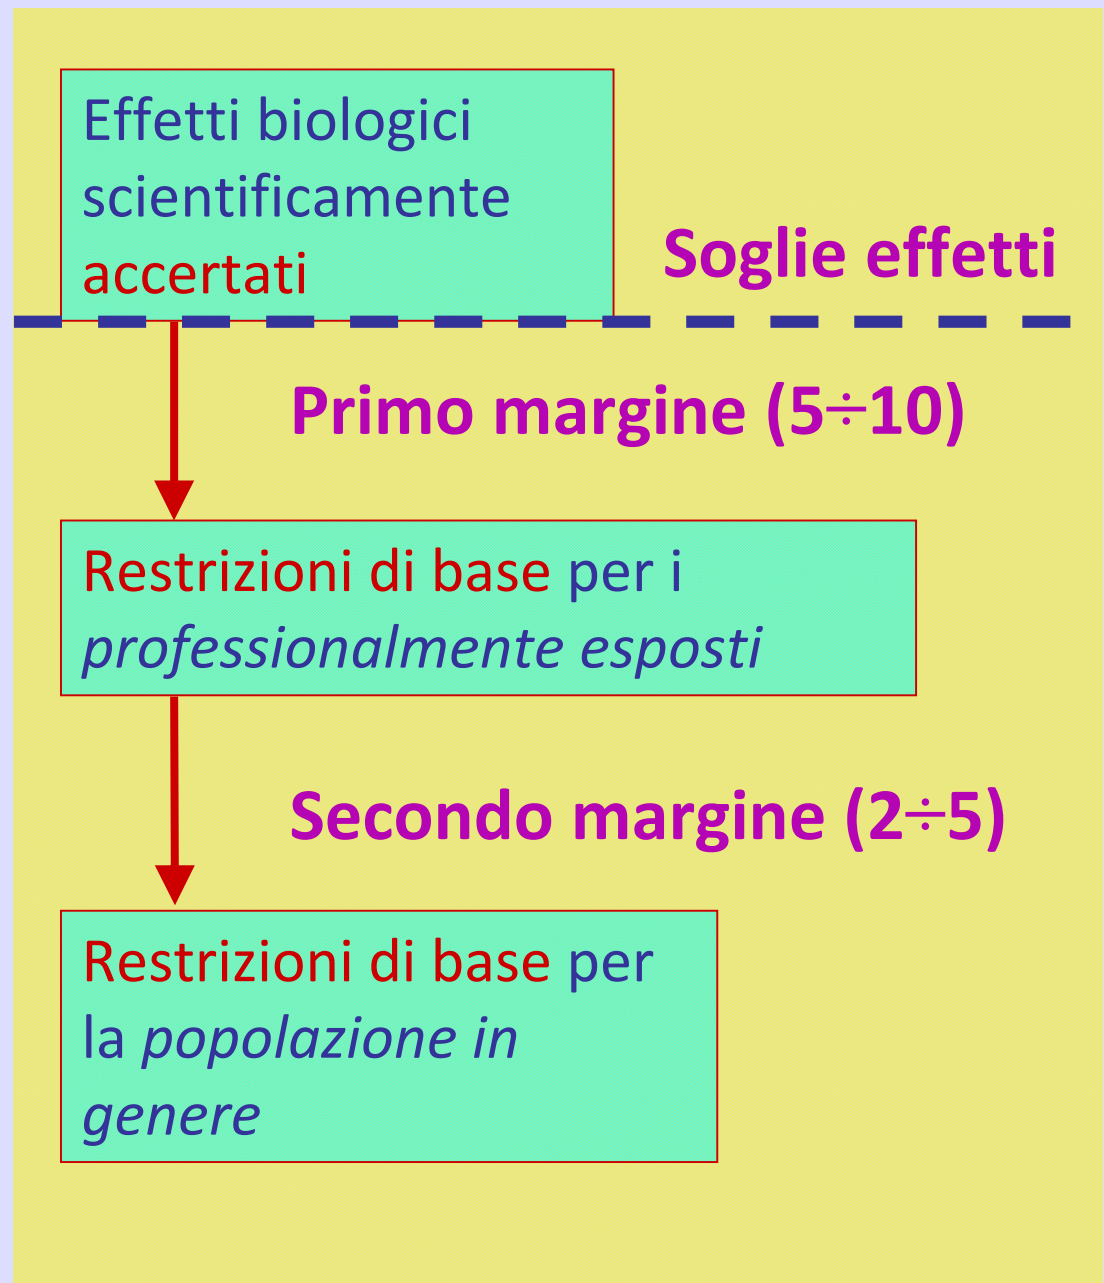 Effetti biologici
scientificamente
accertati
Soglie effetti
Primo margine (5÷10)
Restrizioni di base per i
professionalmente esposti
Secondo margine (2÷5)
Restrizioni di base per
la popolazione in
genere